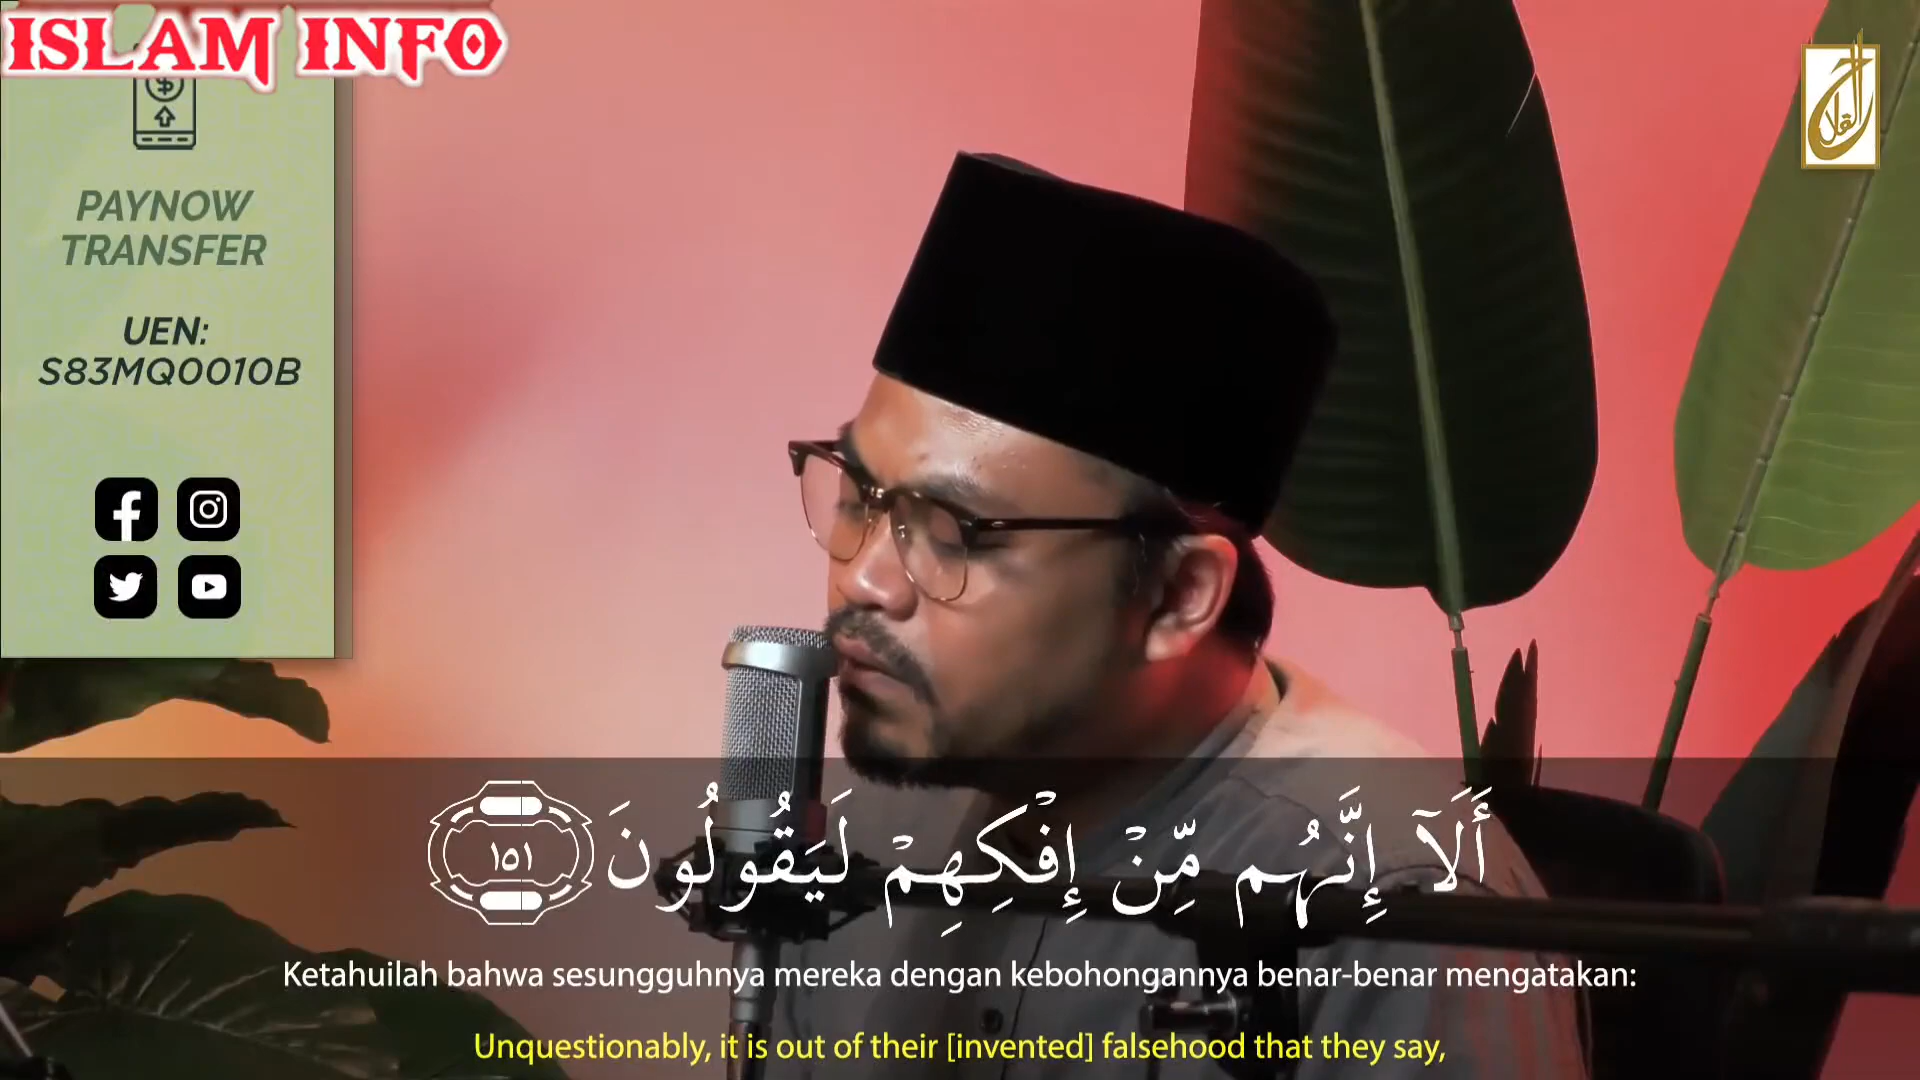 ISLAM INFO
PAYNOW
TRANSFER
UEN:
S83MQ0010B
الفلاح
أَلَآ إِنَّهُم مِّنْ إِفْكِهِمْ لَيَقُولُونَ ١٥١
Ketahuilah bahwa sesungguhnya mereka dengan kebohongannya benar-benar mengatakan:
Unquestionably, it is out of their [invented] falsehood that they say,